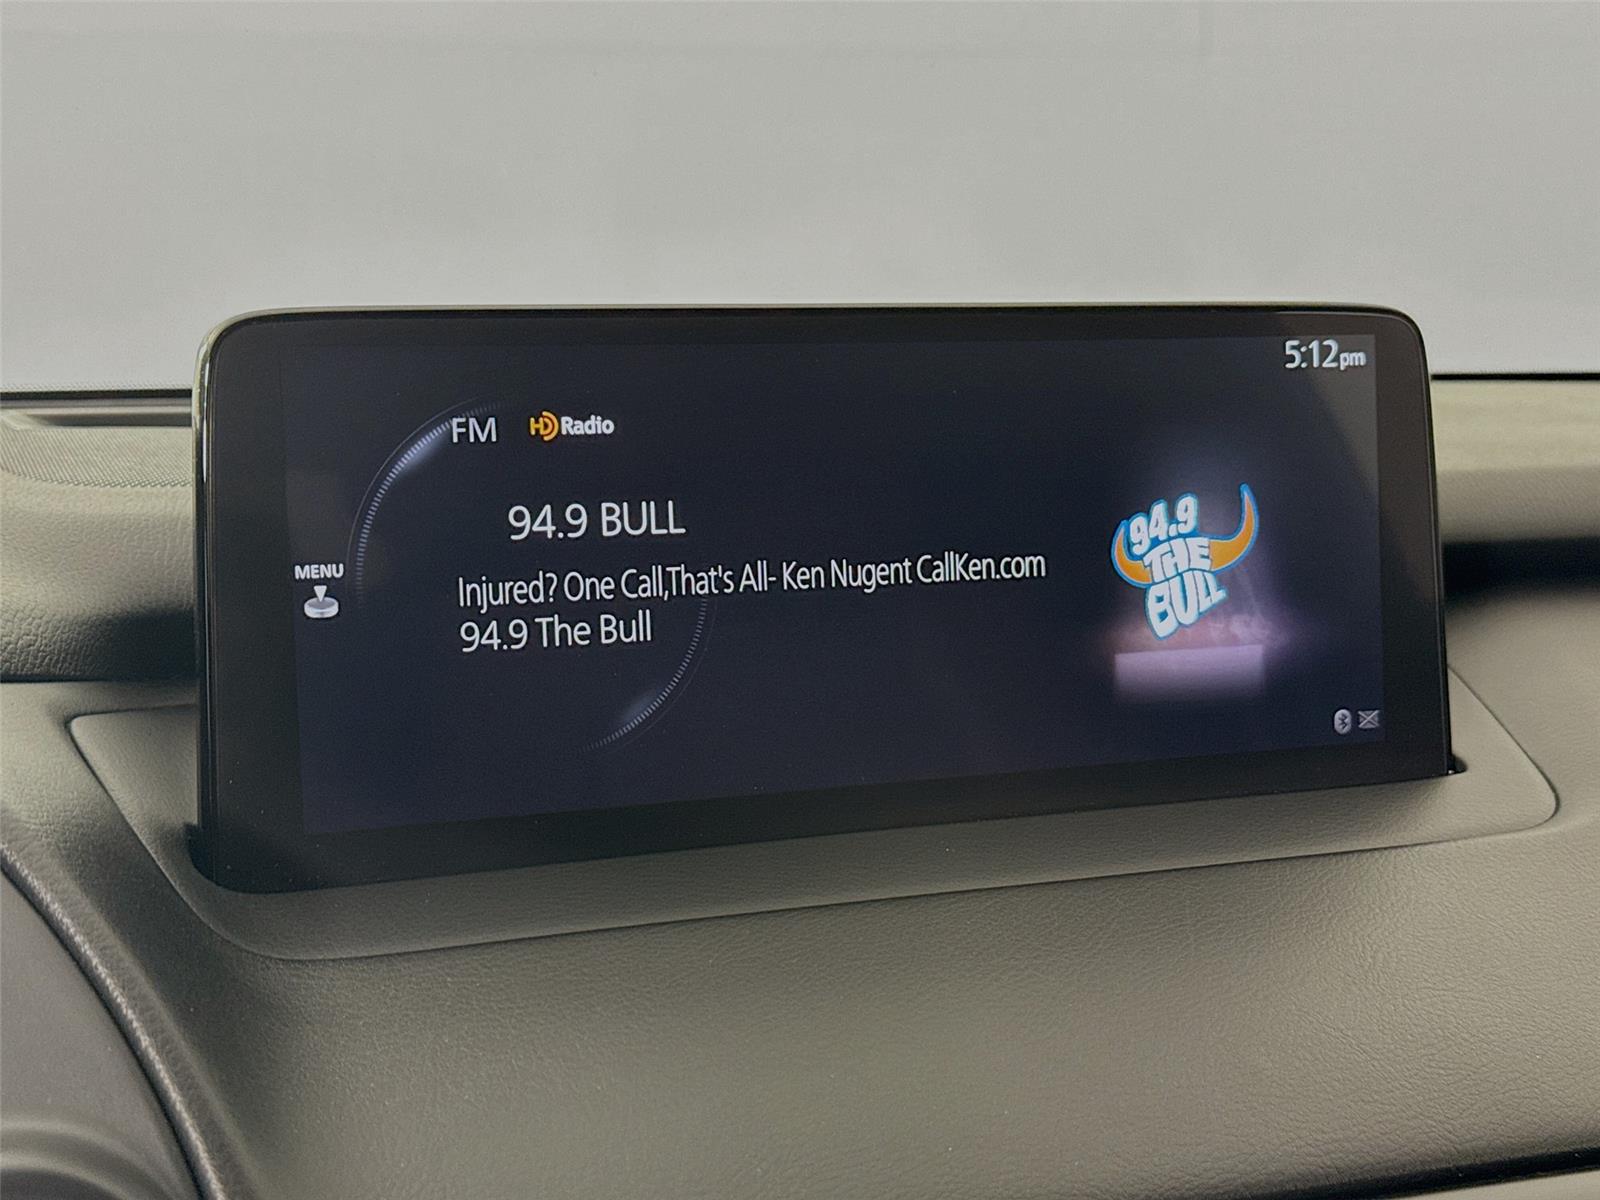 5:12pm
FM HD Radio
94.9 BULL
Injured? One Call,That's All- Ken Nugent CallKen.com
94.9 The Bull
MENU
94.9
THE
BULL